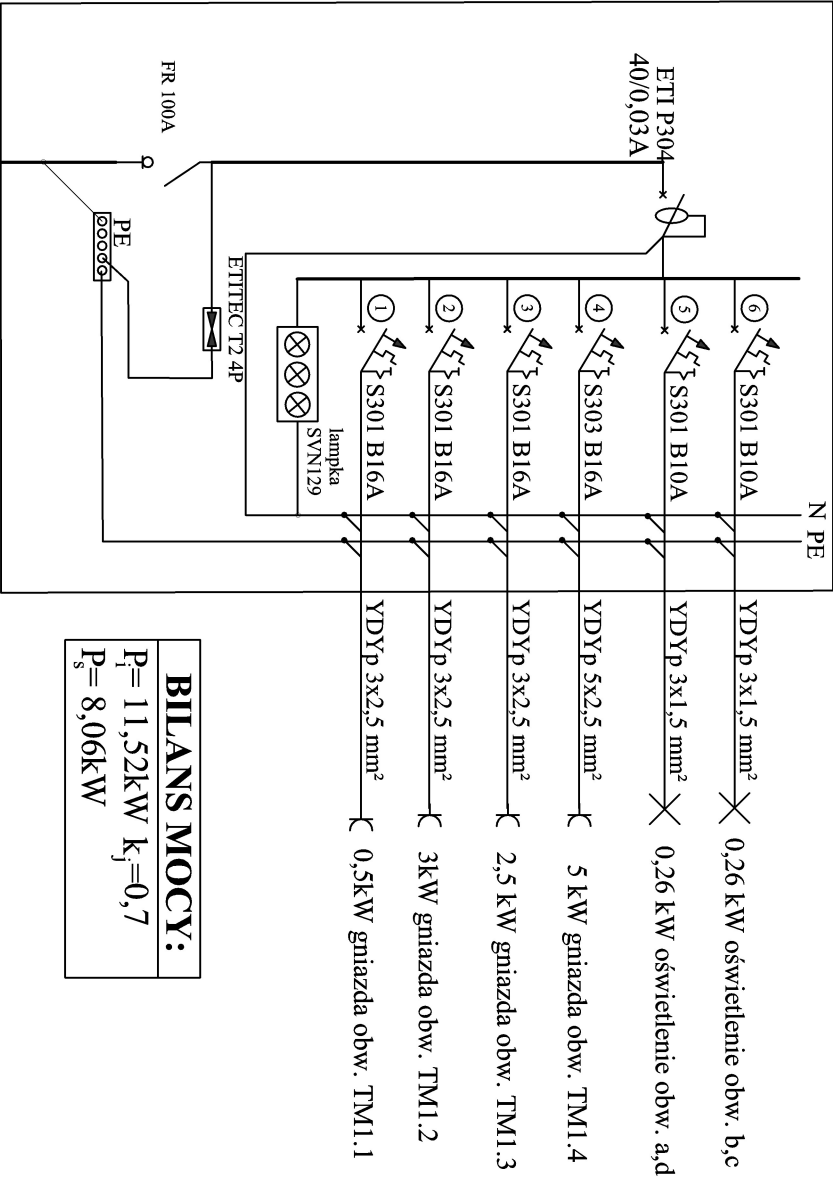 ETI P304
40/0,03A
FR 100A
PE
ETITEC T2 4P
lampka
SVN129
N
PE
6
S301 B10A
YDYp 3x1,5 mm²
0,26 kW oświetlenie obw. b,c
5
S301 B10A
YDYp 3x1,5 mm²
0,26 kW oświetlenie obw. a,d
4
S303 B16A
YDYp 5x2,5 mm²
5 kW gniazda obw. TM1.4
3
S301 B16A
YDYp 3x2,5 mm²
2,5 kW gniazda obw. TM1.3
2
S301 B16A
YDYp 3x2,5 mm²
3kW gniazda obw. TM1.2
1
S301 B16A
YDYp 3x2,5 mm²
0,5kW gniazda obw. TM1.1
BILANS MOCY:
Pi= 11,52kW kj=0,7
Ps= 8,06kW